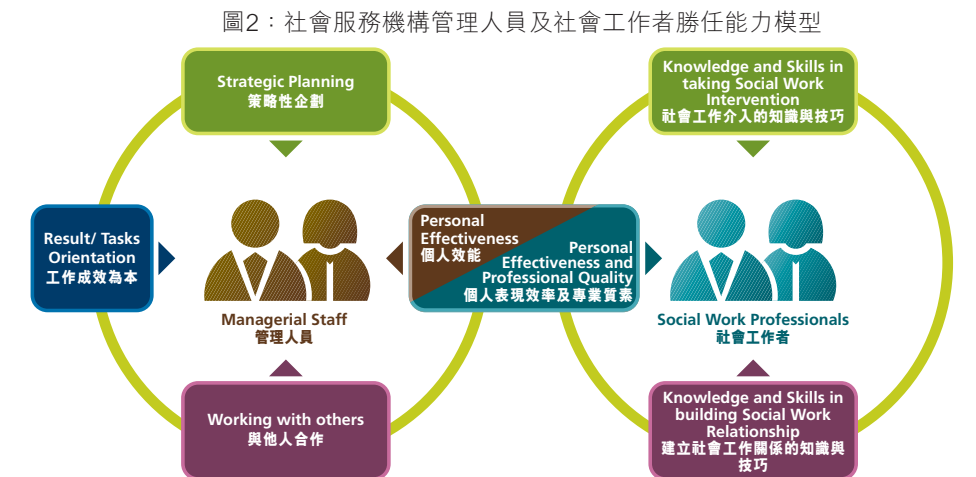 圖2：社會服務機構管理人員及社會工作者勝任能力模型
Strategic Planning
策略性企劃
Knowledge and Skills in
taking Social Work
Intervention
社會工作介入的知識與技巧
Result/ Tasks
Orientation
工作成效為本
Personal
Effectiveness
個人效能
Personal
Effectiveness and
Professional Quality
個人表現效率及專業質素
Managerial Staff
管理人員
Social Work Professionals
社會工作者
Working with others
與他人合作
Knowledge and Skills in
building Social Work
Relationship
建立社會工作關係的知識與
技巧